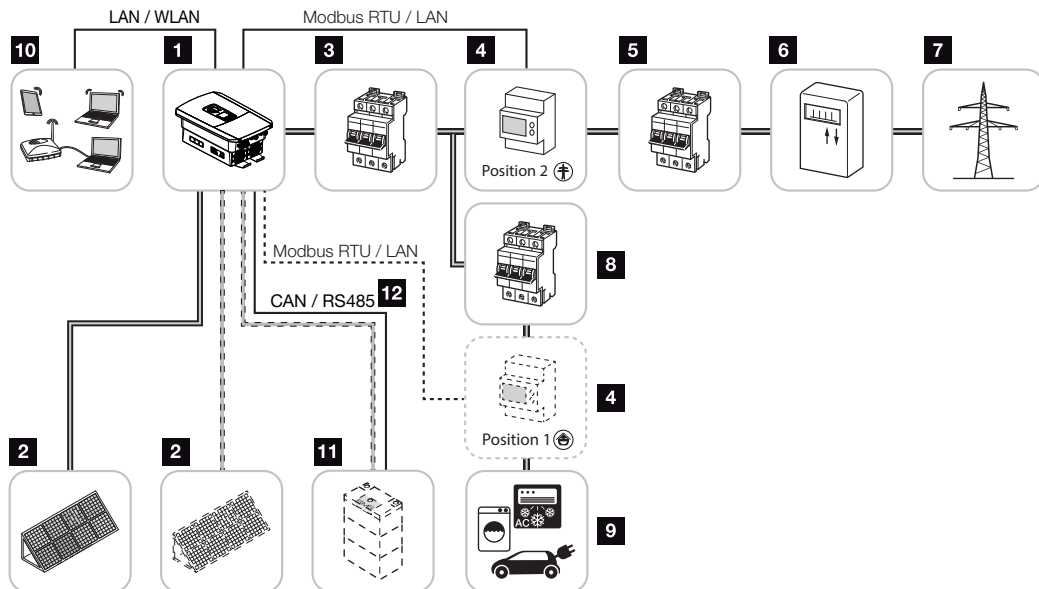 LAN / WLAN
Modbus RTU / LAN
10
1
3
4
5
6
7
Position 2
Modbus RTU / LAN
8
CAN / RS485 12
4
Position 1
2
2
11
9
AC